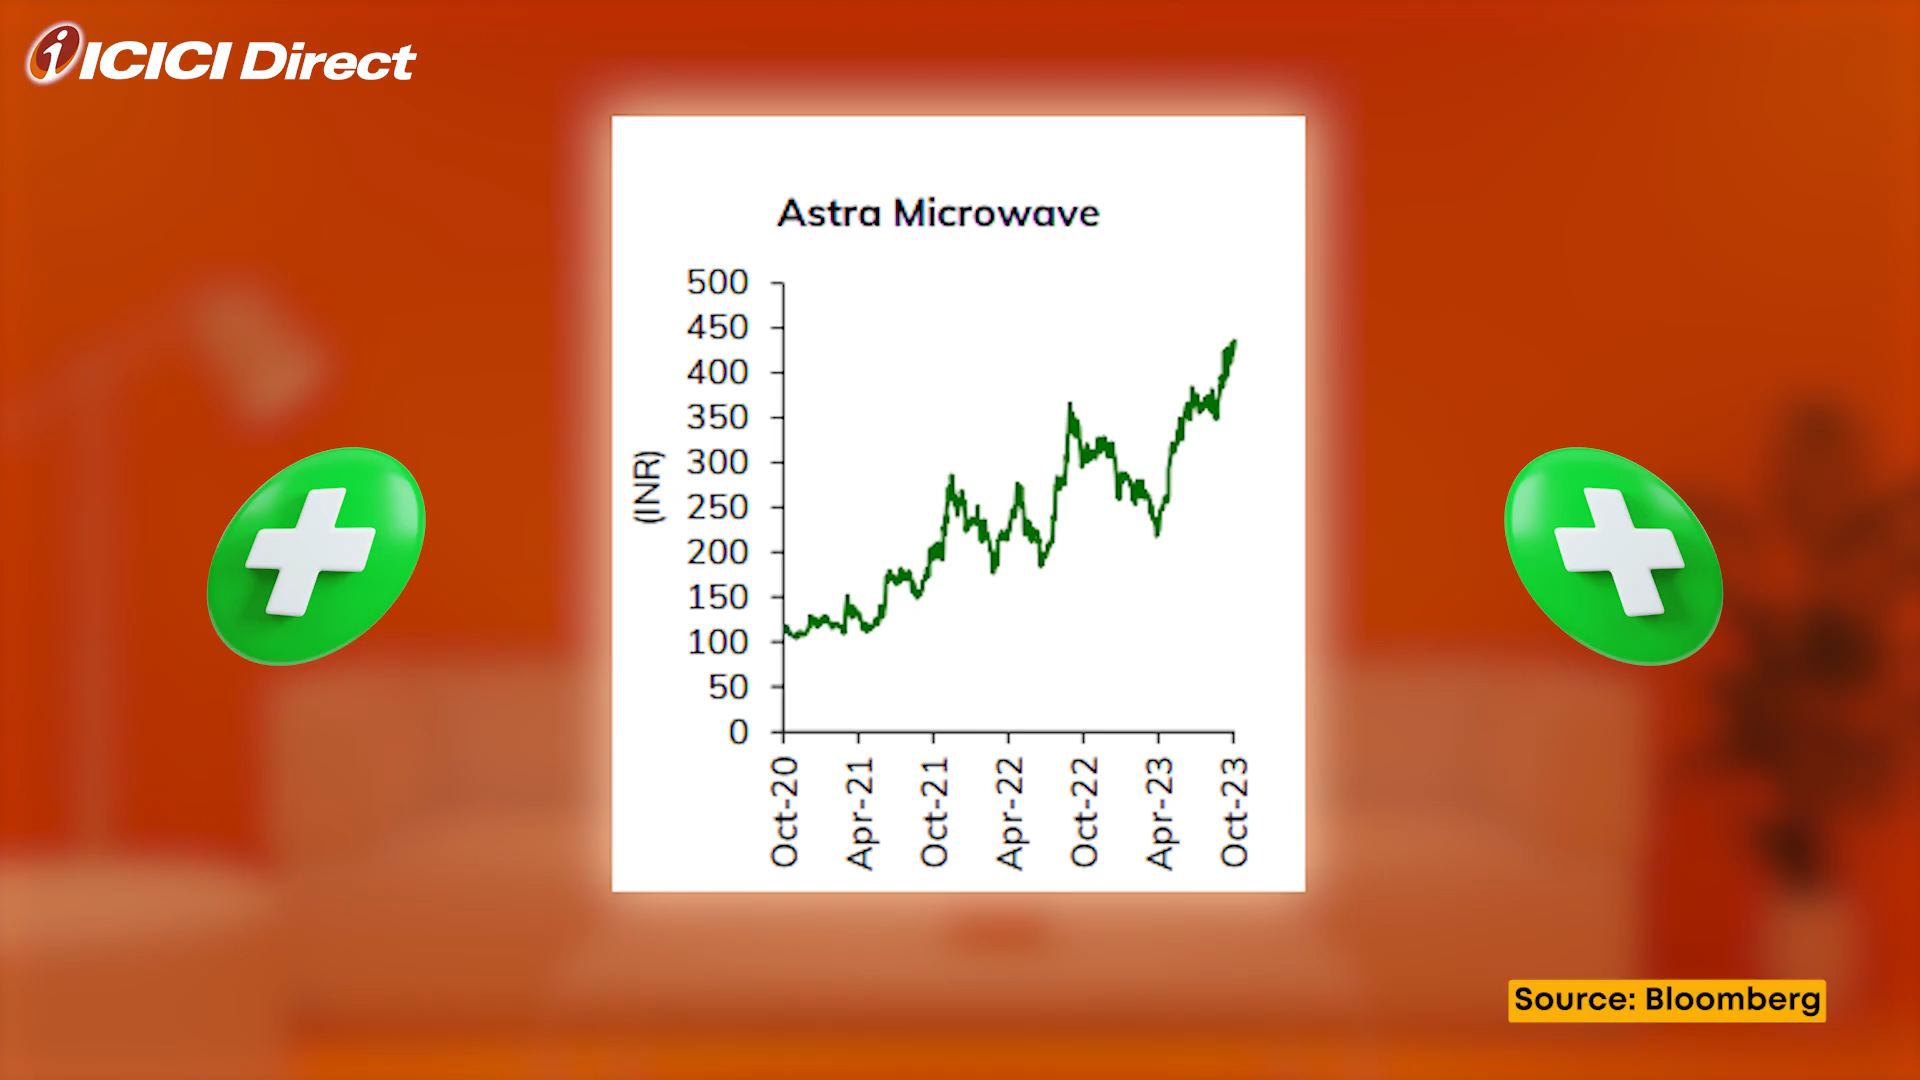 ICICI Direct
Astra Microwave
(INR)
500
450
400
350
300
250
200
150
100
50
0
Oct-20
Apr-21
Oct-21
Apr-22
Oct-22
Apr-23
Oct-23
Source: Bloomberg